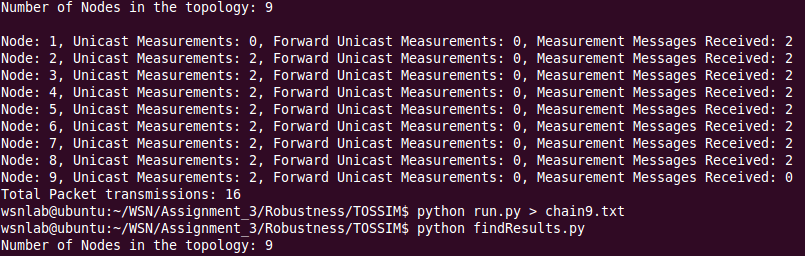 Number of Nodes in the topology: 9
Node: 1, Unicast Measurements: 0, Forward Unicast Measurements: 0, Measurement Messages Received: 2
Node: 2, Unicast Measurements: 2, Forward Unicast Measurements: 0, Measurement Messages Received: 2
Node: 3, Unicast Measurements: 2, Forward Unicast Measurements: 0, Measurement Messages Received: 2
Node: 4, Unicast Measurements: 2, Forward Unicast Measurements: 0, Measurement Messages Received: 2
Node: 5, Unicast Measurements: 2, Forward Unicast Measurements: 0, Measurement Messages Received: 2
Node: 6, Unicast Measurements: 2, Forward Unicast Measurements: 0, Measurement Messages Received: 2
Node: 7, Unicast Measurements: 2, Forward Unicast Measurements: 0, Measurement Messages Received: 2
Node: 8, Unicast Measurements: 2, Forward Unicast Measurements: 0, Measurement Messages Received: 2
Node: 9, Unicast Measurements: 2, Forward Unicast Measurements: 0, Measurement Messages Received: 0
Total Packet transmissions: 16
wsnlab@ubuntu:~/WSN/Assignment_3/Robustness/TOSSIM$ python run.py > chain9.txt
wsnlab@ubuntu:~/WSN/Assignment_3/Robustness/TOSSIM$ python findResults.py
Number of Nodes in the topology: 9